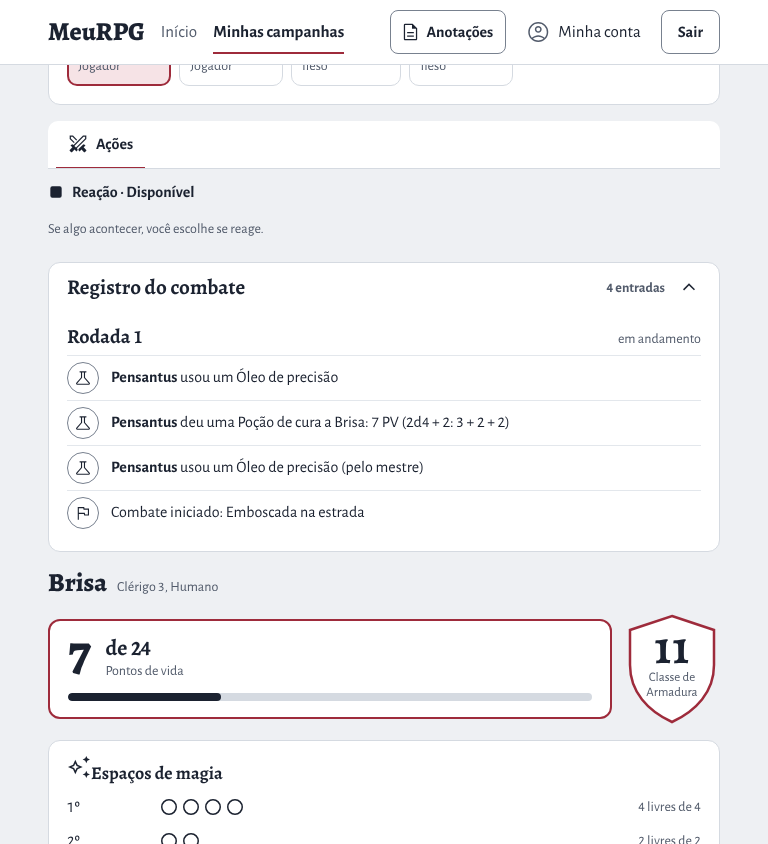 MeuRPG Início Minhas campanhas Anotações Minha conta Sair
Jogador Jogador
Ações
Reação · Disponível
Se algo acontecer, você escolhe se reage.
Registro do combate 4 entradas
Rodada 1 em andamento
Pensantus usou um Óleo de precisão
Pensantus deu uma Poção de cura a Brisa: 7 PV (2d4 + 2: 3 + 2 + 2)
Pensantus usou um Óleo de precisão (pelo mestre)
Combate iniciado: Emboscada na estrada
Brisa Clérigo 3, Humano
7 de 24
Pontos de vida
11
Classe de
Armadura
Espaços de magia
1º 4 livres de 4
2º 2 livres de 2